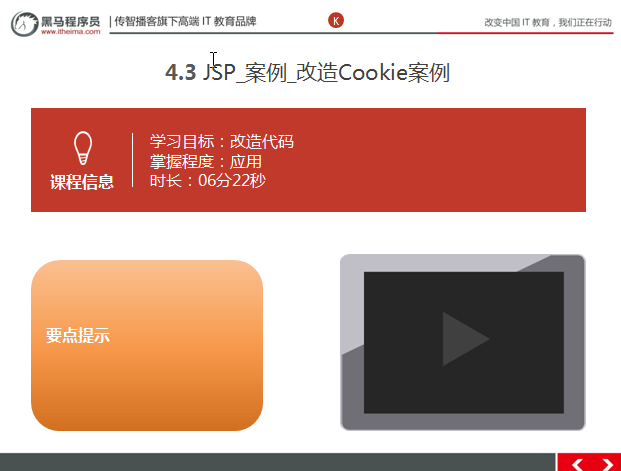 黑马程序员
www.itheima.com
传智播客旗下高端 IT 教育品牌
K
改变中国 IT 教育，我们正在行动
4.3 JSP_案例_改造Cookie案例
课程信息
学习目标：改造代码
掌握程度：应用
时长：06分22秒
要点提示